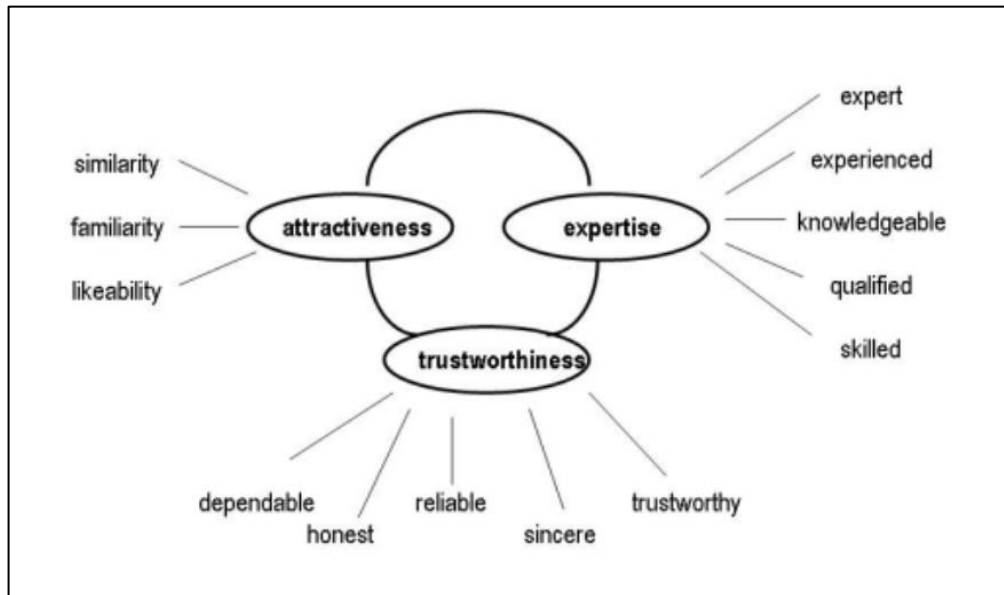 expert
similarity
experienced
familiarity
attractiveness
expertise
knowledgeable
likeability
qualified
skilled
trustworthiness
dependable
reliable
trustworthy
honest
sincere